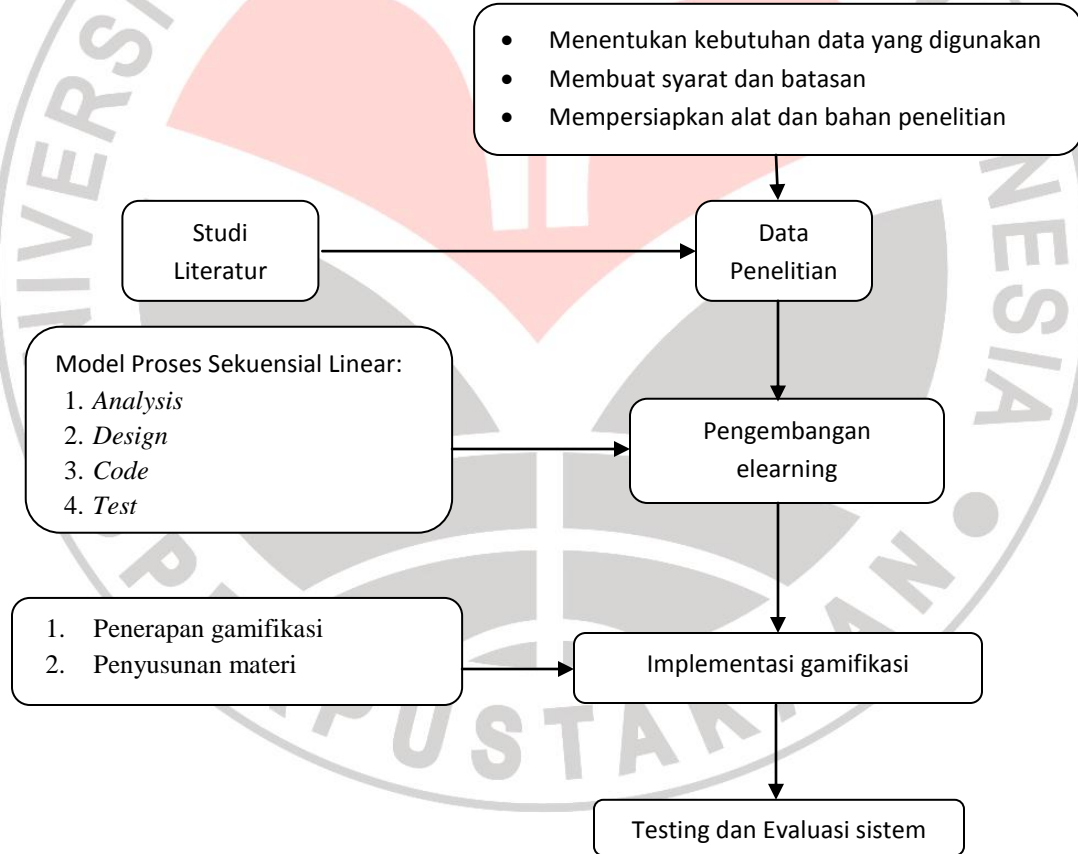 • Menentukan kebutuhan data yang digunakan
• Membuat syarat dan batasan
• Mempersiapkan alat dan bahan penelitian
Studi
Literatur
Data
Penelitian
Model Proses Sekuensial Linear:
1. Analysis
2. Design
3. Code
4. Test
Pengembangan
elearning
1. Penerapan gamifikasi
2. Penyusunan materi
Implementasi gamifikasi
Testing dan Evaluasi sistem